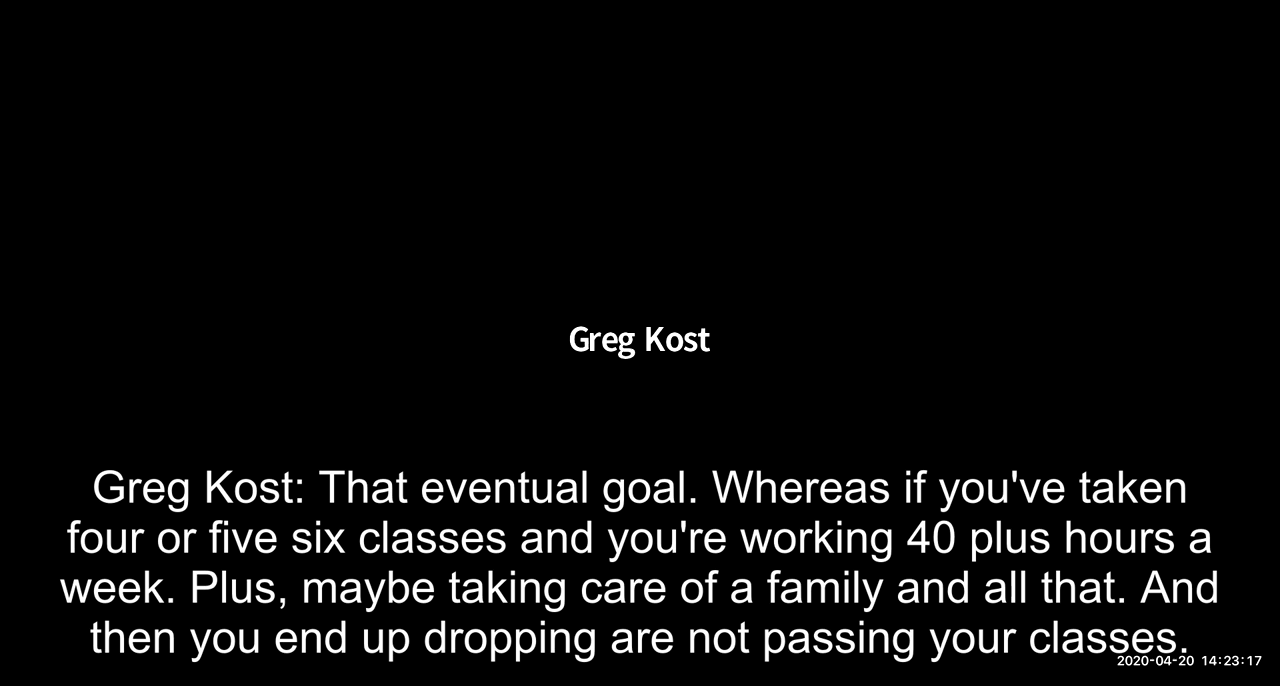 Greg Kost
Greg Kost: That eventual goal. Whereas if you've taken
four or five six classes and you're working 40 plus hours a
week. Plus, maybe taking care of a family and all that. And
then you end up dropping are not passing your classes.
2020-04-20 14:23:17